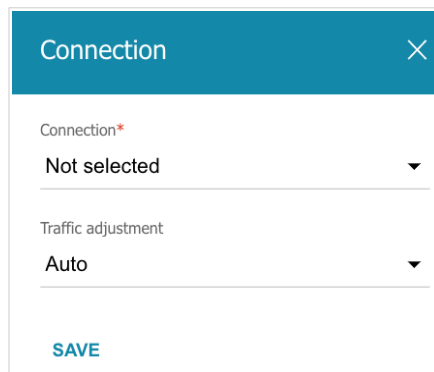 Connection
Connection*
Not selected
Traffic adjustment
Auto
SAVE